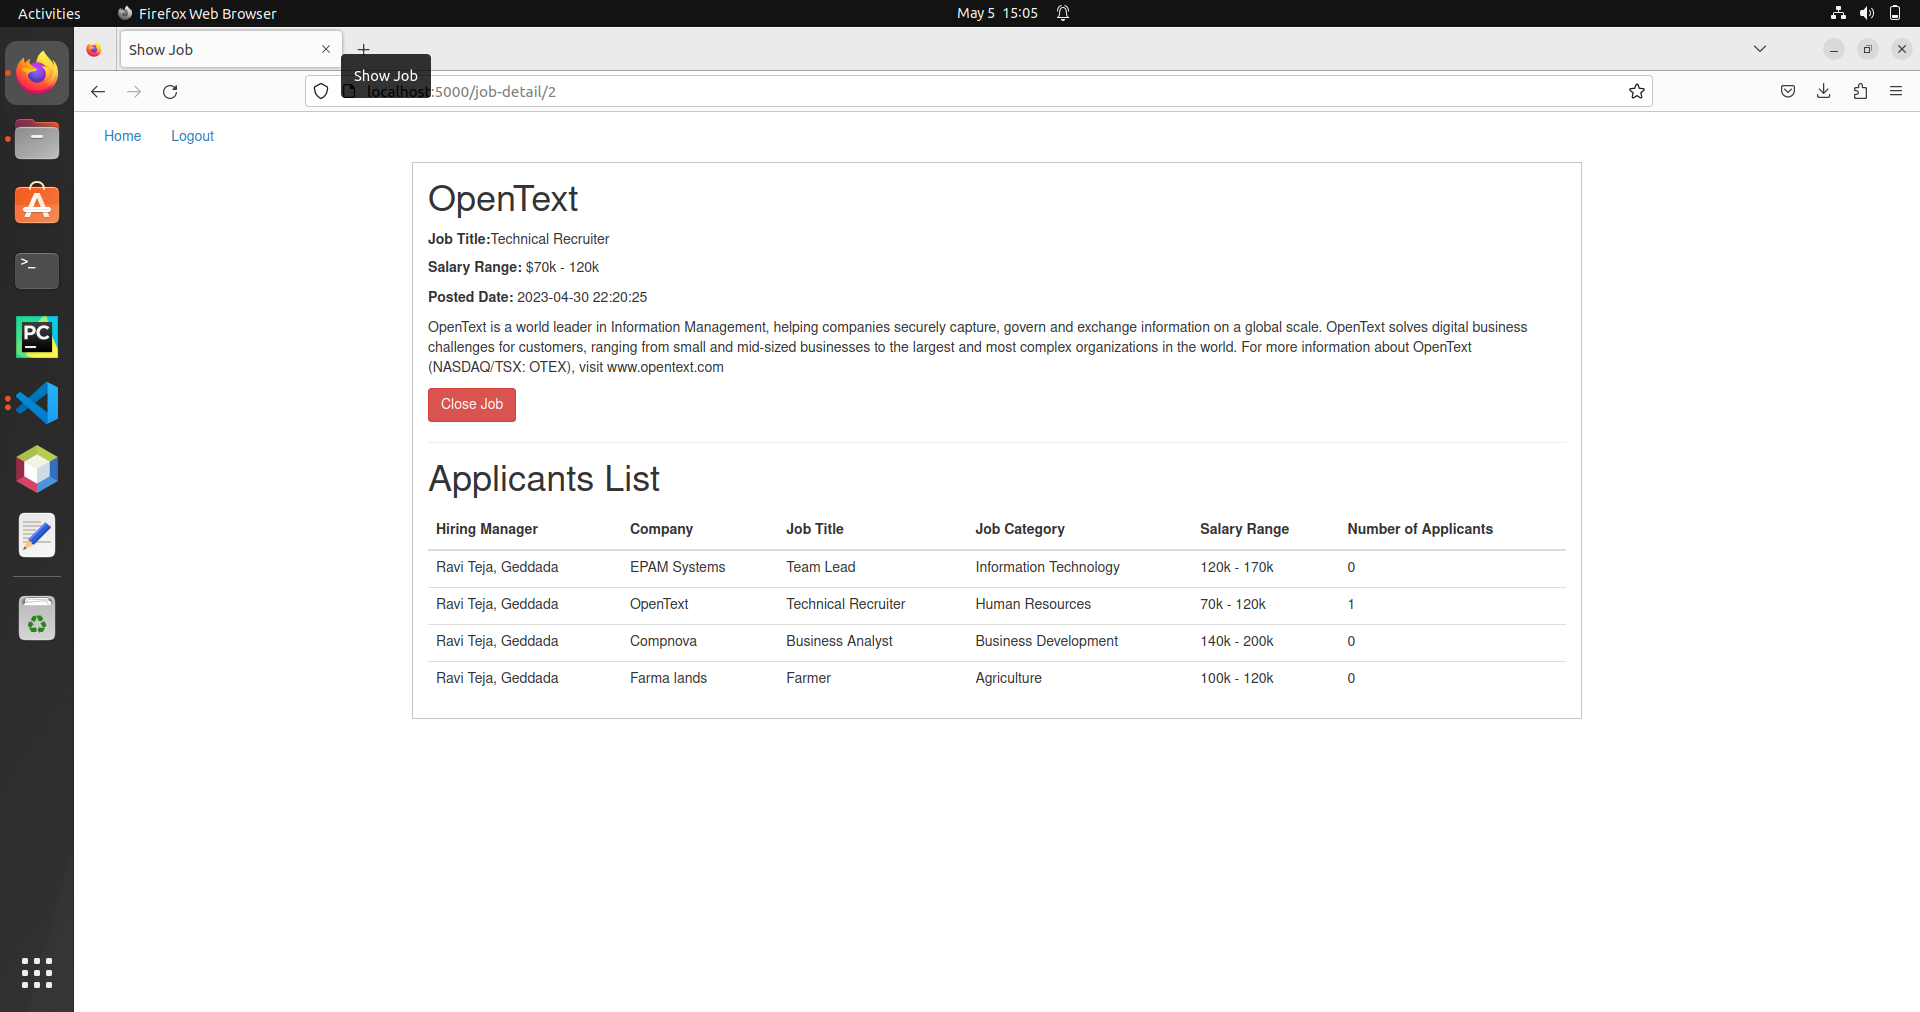 Activities
Firefox Web Browser
May 5 15:05
Show Job
Show Job
localhost:5000/job-detail/2
Home
Logout
OpenText
Job Title:Technical Recruiter
Salary Range: $70k - 120k
Posted Date: 2023-04-30 22:20:25
OpenText is a world leader in Information Management, helping companies securely capture, govern and exchange information on a global scale. OpenText solves digital business
challenges for customers, ranging from small and mid-sized businesses to the largest and most complex organizations in the world. For more information about OpenText
(NASDAQ/TSX: OTEX), visit www.opentext.com
Close Job
Applicants List
Hiring Manager Company Job Title Job Category Salary Range Number of Applicants
Ravi Teja, Geddada EPAM Systems Team Lead Information Technology 120k - 170k 0
Ravi Teja, Geddada OpenText Technical Recruiter Human Resources 70k - 120k 1
Ravi Teja, Geddada Compnova Business Analyst Business Development 140k - 200k 0
Ravi Teja, Geddada Farma lands Farmer Agriculture 100k - 120k 0
>_
PC